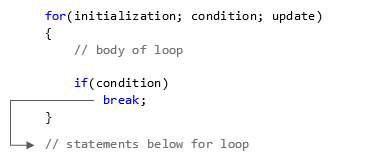 for(initialization; condition; update)
{
// body of loop
if(condition)
break;
}
// statements below for loop